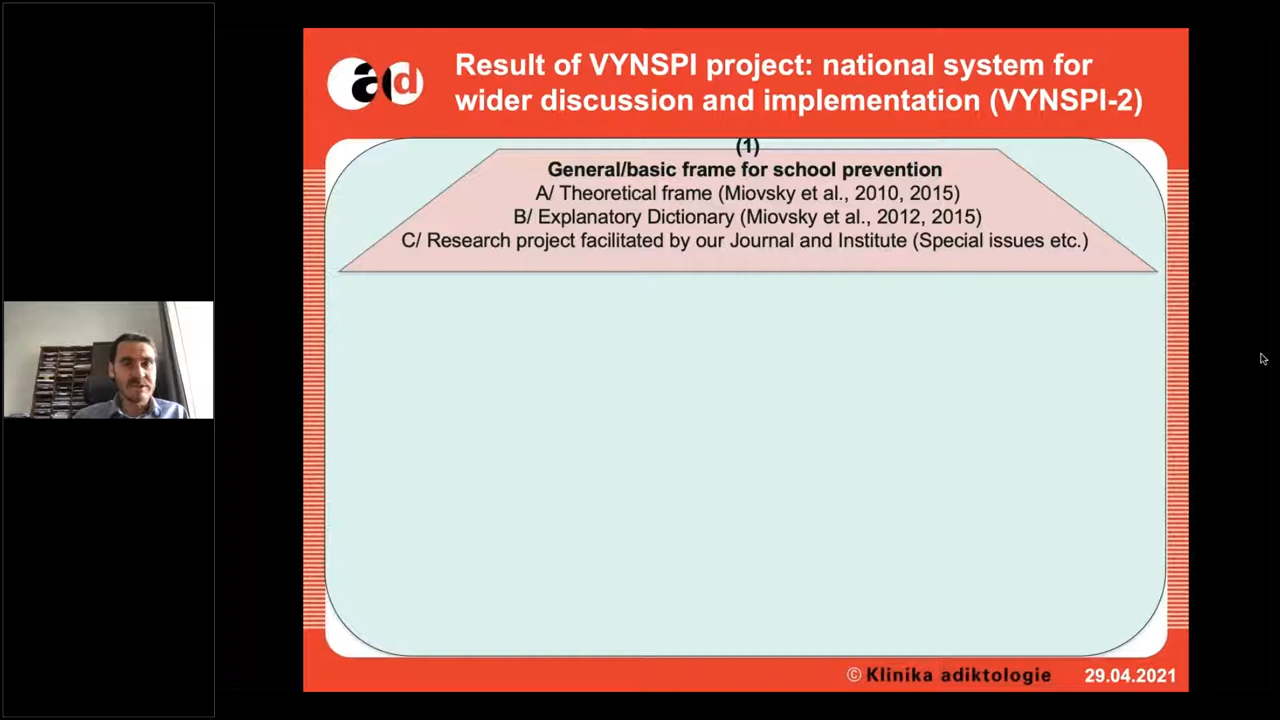 ad
Result of VYNSPI project: national system for
wider discussion and implementation (VYNSPI-2)
(1)
General/basic frame for school prevention
A/ Theoretical frame (Miovsky et al., 2010, 2015)
B/ Explanatory Dictionary (Miovsky et al., 2012, 2015)
C/ Research project facilitated by our Journal and Institute (Special issues etc.)
© Klinika adiktologie 29.04.2021